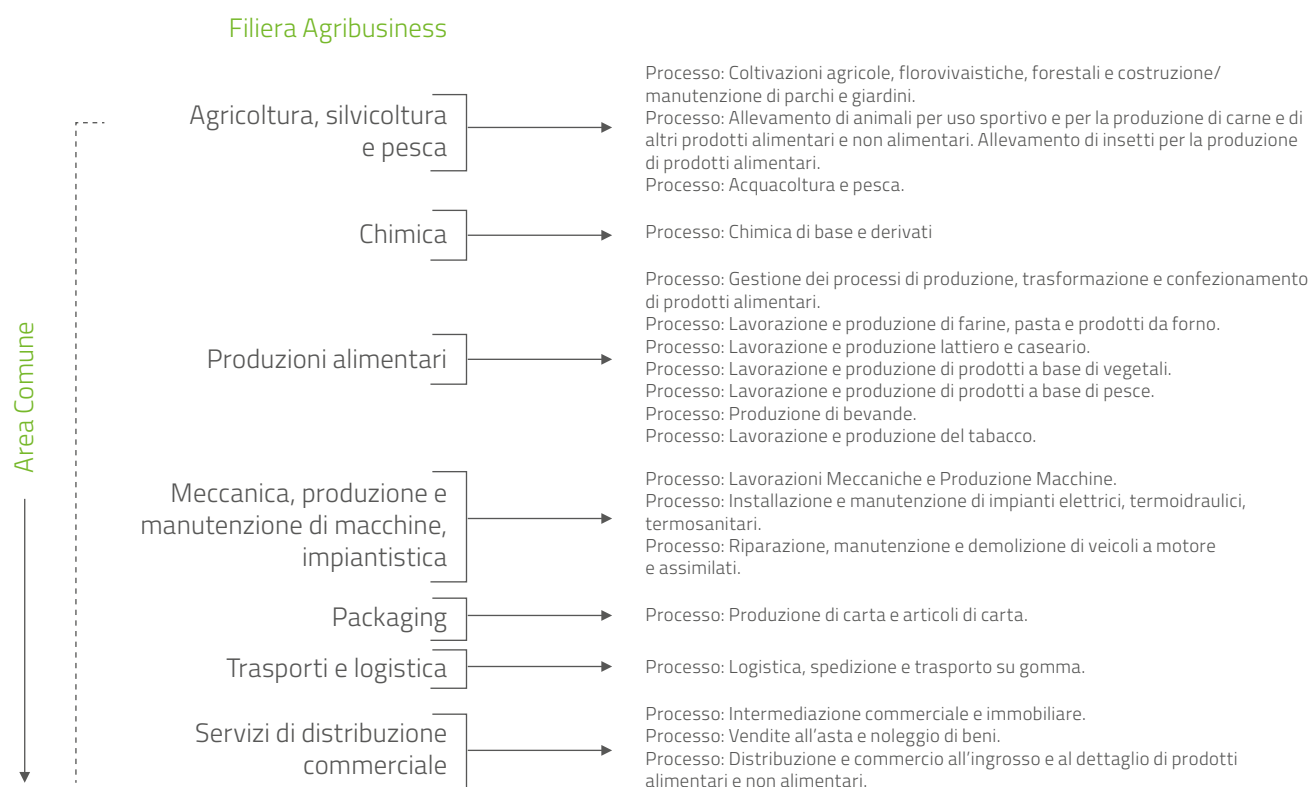 Filiera Agribusiness
Area Comune
Agricoltura, silvicoltura
e pesca
Processo: Coltivazioni agricole, florovivaistiche, forestali e costruzione/
manutenzione di parchi e giardini.
Processo: Allevamento di animali per uso sportivo e per la produzione di carne e di
altri prodotti alimentari e non alimentari. Allevamento di insetti per la produzione
di prodotti alimentari.
Processo: Acquacoltura e pesca.
Chimica
Processo: Chimica di base e derivati
Produzioni alimentari
Processo: Gestione dei processi di produzione, trasformazione e confezionamento
di prodotti alimentari.
Processo: Lavorazione e produzione di farine, pasta e prodotti da forno.
Processo: Lavorazione e produzione lattiero e caseario.
Processo: Lavorazione e produzione di prodotti a base di vegetali.
Processo: Lavorazione e produzione di prodotti a base di pesce.
Processo: Produzione di bevande.
Processo: Lavorazione e produzione del tabacco.
Meccanica, produzione e
manutenzione di macchine,
impiantistica
Processo: Lavorazioni Meccaniche e Produzione Macchine.
Processo: Installazione e manutenzione di impianti elettrici, termoidraulici,
termosanitari.
Processo: Riparazione, manutenzione e demolizione di veicoli a motore
e assimilati.
Packaging
Processo: Produzione di carta e articoli di carta.
Trasporti e logistica
Processo: Logistica, spedizione e trasporto su gomma.
Servizi di distribuzione
commerciale
Processo: Intermediazione commerciale e immobiliare.
Processo: Vendite all'asta e noleggio di beni.
Processo: Distribuzione e commercio all'ingrosso e al dettaglio di prodotti
alimentari e non alimentari.